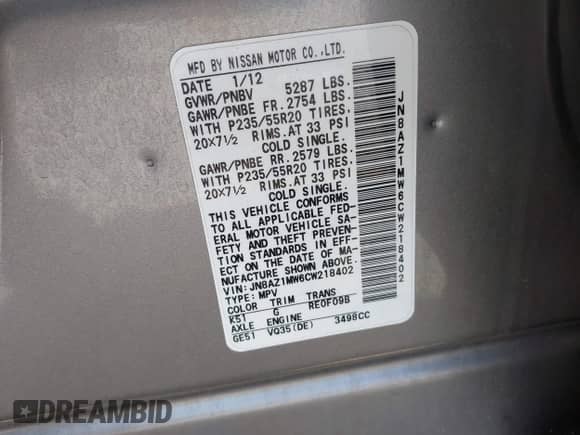 MFD BY NISSAN MOTOR CO.,LTD.
DATE 1/12
GVWR/PNBV 5287 LBS.
GAWR/PNBE FR. 2754 LBS.
WITH P235/55R20 TIRES.
20×7½ RIMS.AT 33 PSI
COLD SINGLE.
GAWR/PNBE RR. 2579 LBS.
WITH P235/55R20 TIRES.
20×7½ RIMS.AT 33 PSI
COLD SINGLE.
THIS VEHICLE CONFORMS
TO ALL APPLICABLE FED-
ERAL MOTOR VEHICLE SA-
FETY AND THEFT PREVEN-
TION STANDARDS IN EFF-
ECT ON THE DATE OF MA-
NUFACTURE SHOWN ABOVE.
VIN:JN8AZ1MW6CW218402
TYPE:MPV
COLOR TRIM TRANS
K51 G RE0F09B
AXLE ENGINE
GE51 VQ35(DE) 3498CC
JN8AZ1MW6CW218402
DREAMBID